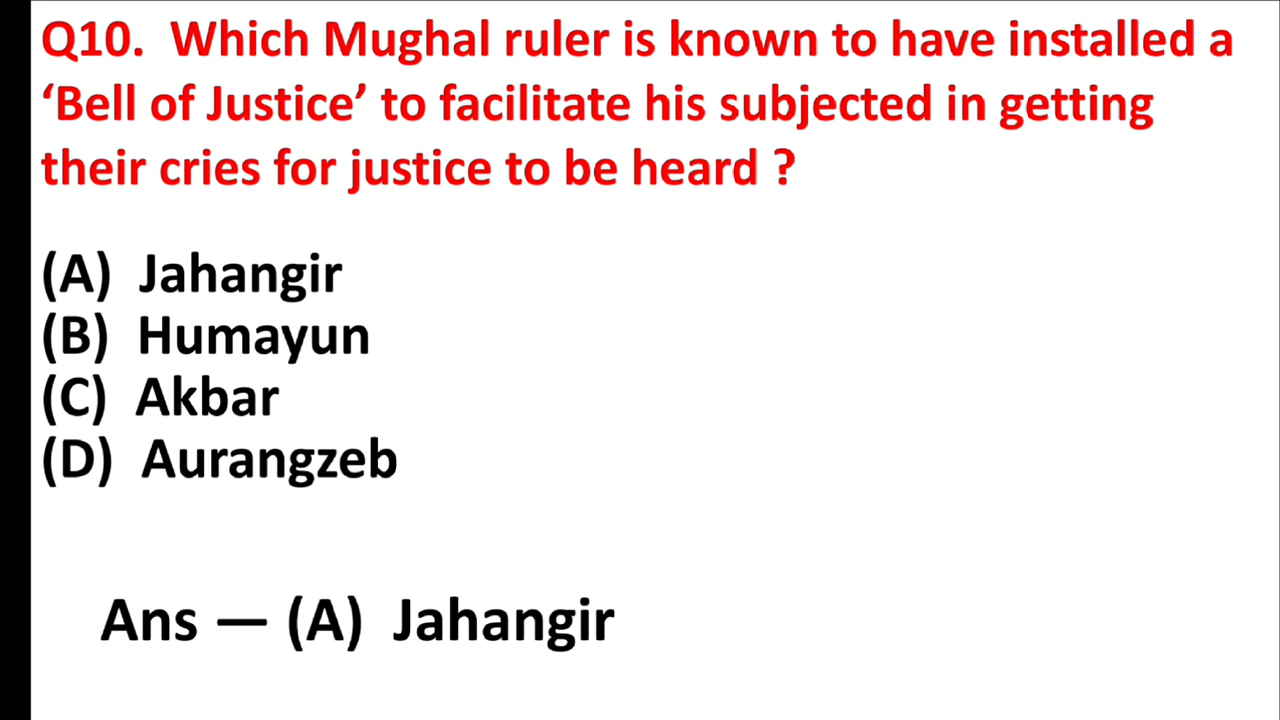 Q10.  Which Mughal ruler is known to have installed a
‘Bell of Justice’ to facilitate his subjected in getting
their cries for justice to be heard ?
(A)  Jahangir
(B)  Humayun
(C)  Akbar
(D)  Aurangzeb
Ans — (A)  Jahangir